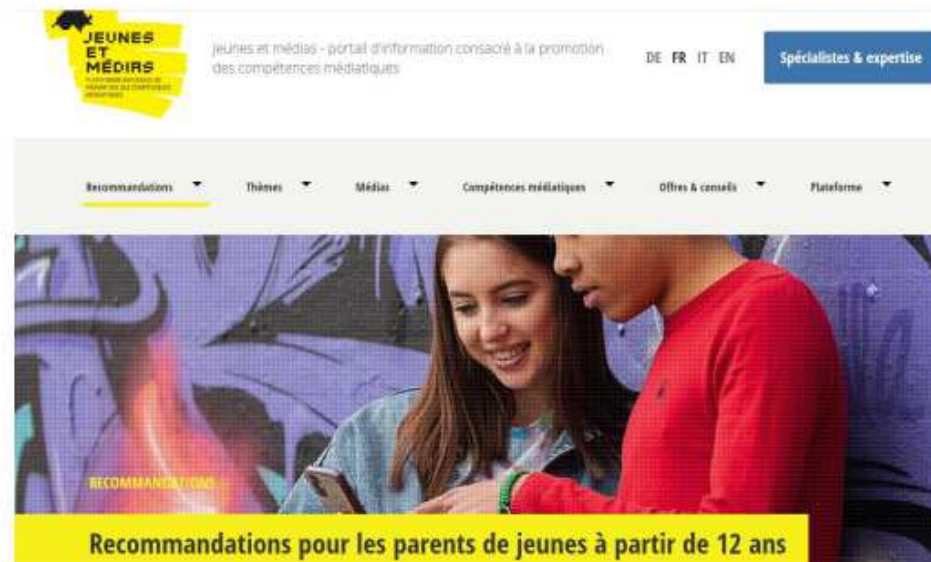 JEUNES
ET
MÉDIAS
jeunes et médias - portail d'information consacré à la promotion
des compétences médiatiques
DE FR IT EN
Spécialistes & expertise
Recommandations
Thèmes
Médias
Compétences médiatiques
Offres & conseils
Plateforme
RECOMMANDATIONS
Recommandations pour les parents de jeunes à partir de 12 ans